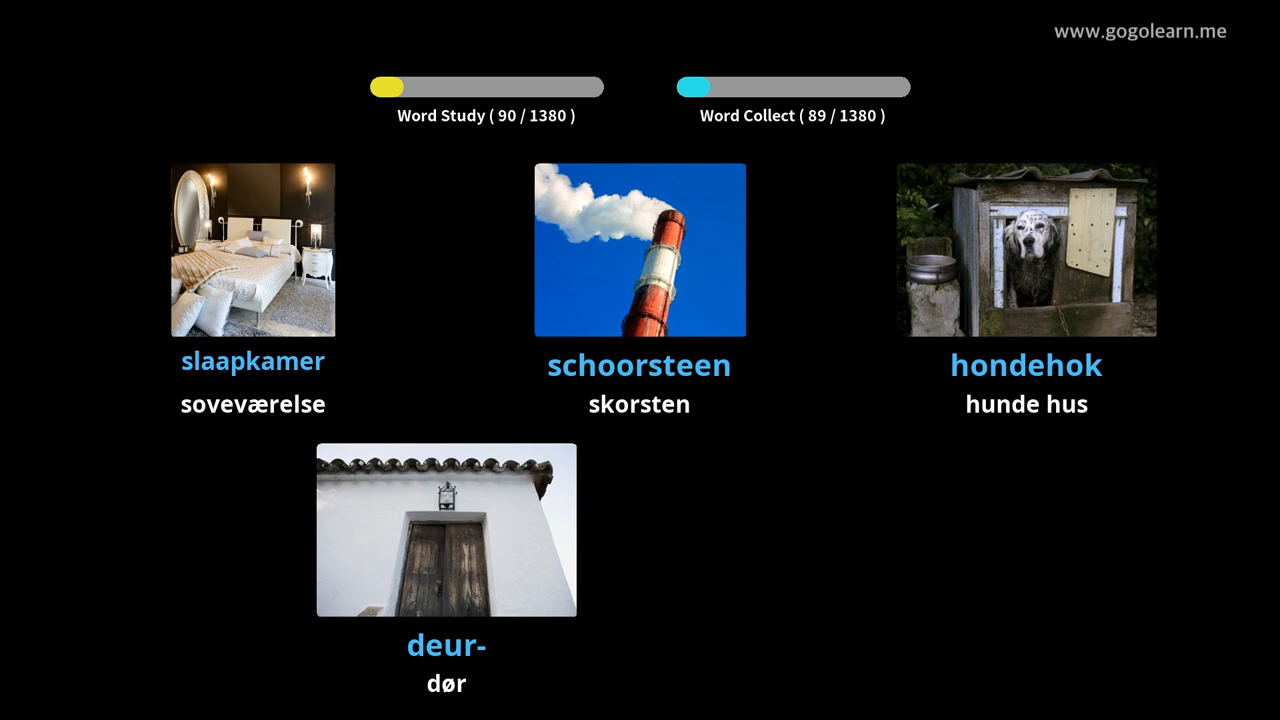 www.gogolearn.me
Word Study ( 90 / 1380 )
Word Collect ( 89 / 1380 )
slaapkamer
soveværelse
schoorsteen
skorsten
hondehok
hunde hus
deur-
dør